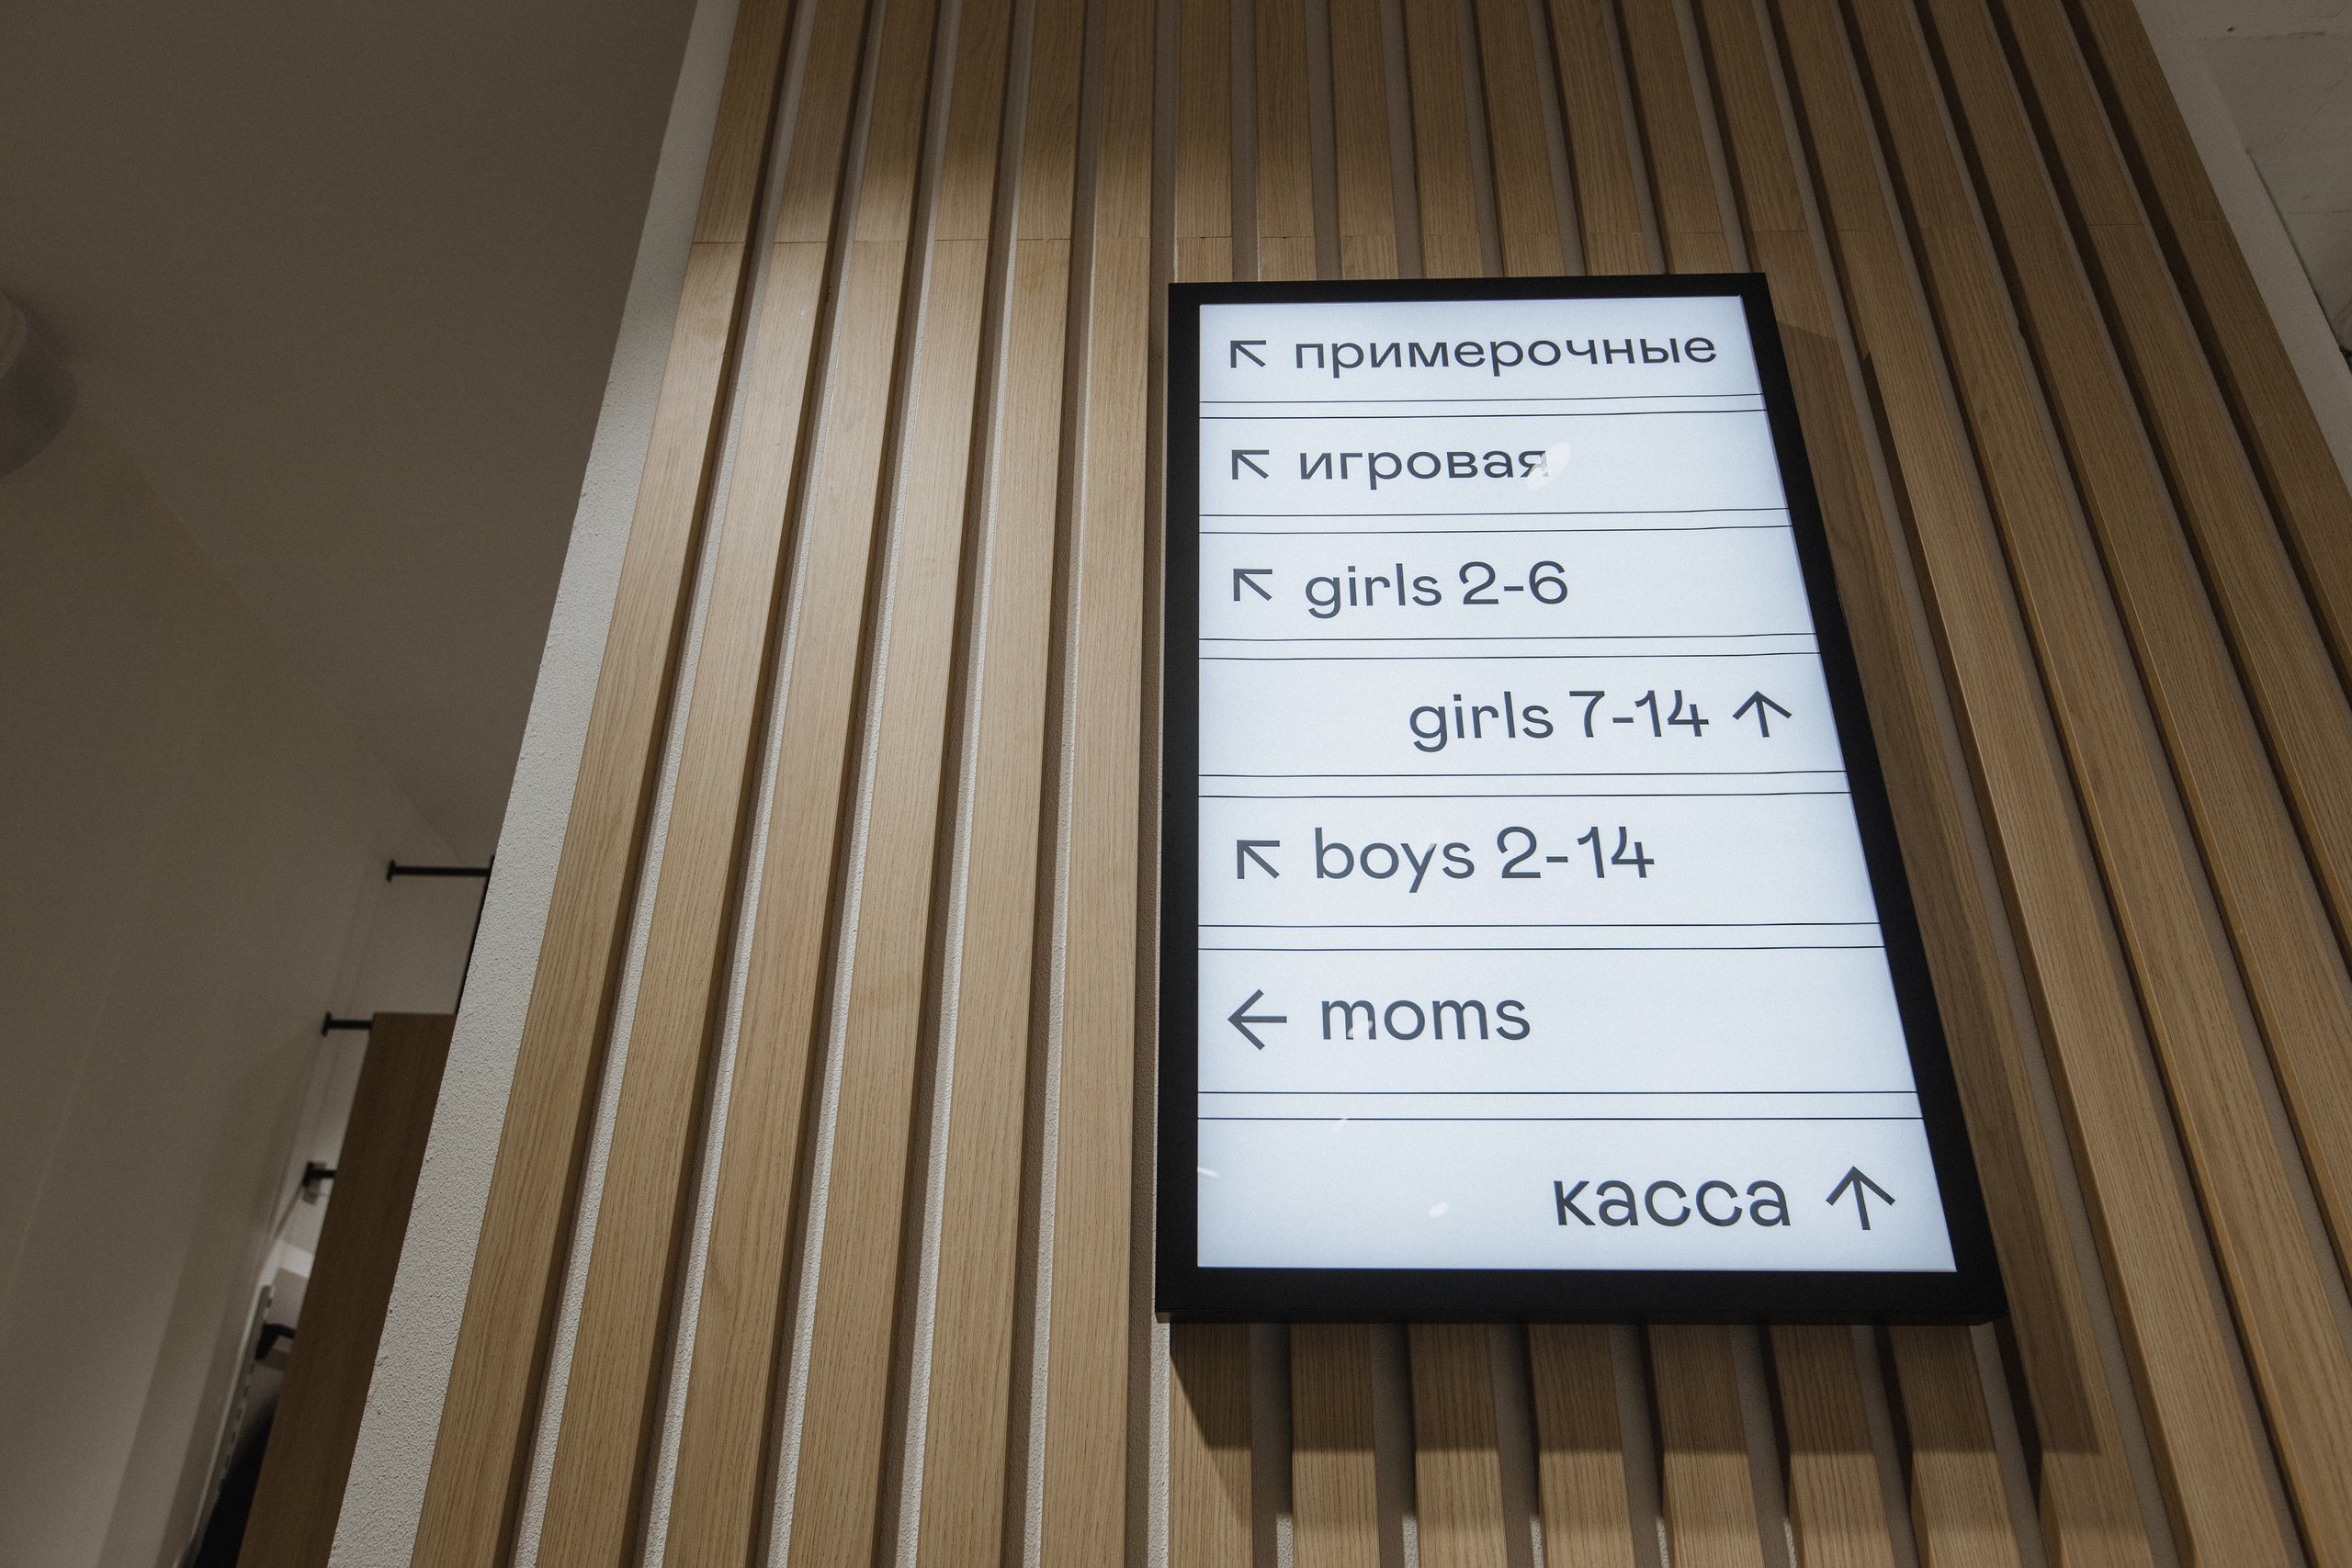 ↖ примерочные
↖ игровая
↖ girls 2-6
girls 7-14 ↑
↖ boys 2-14
← moms
касса ↑